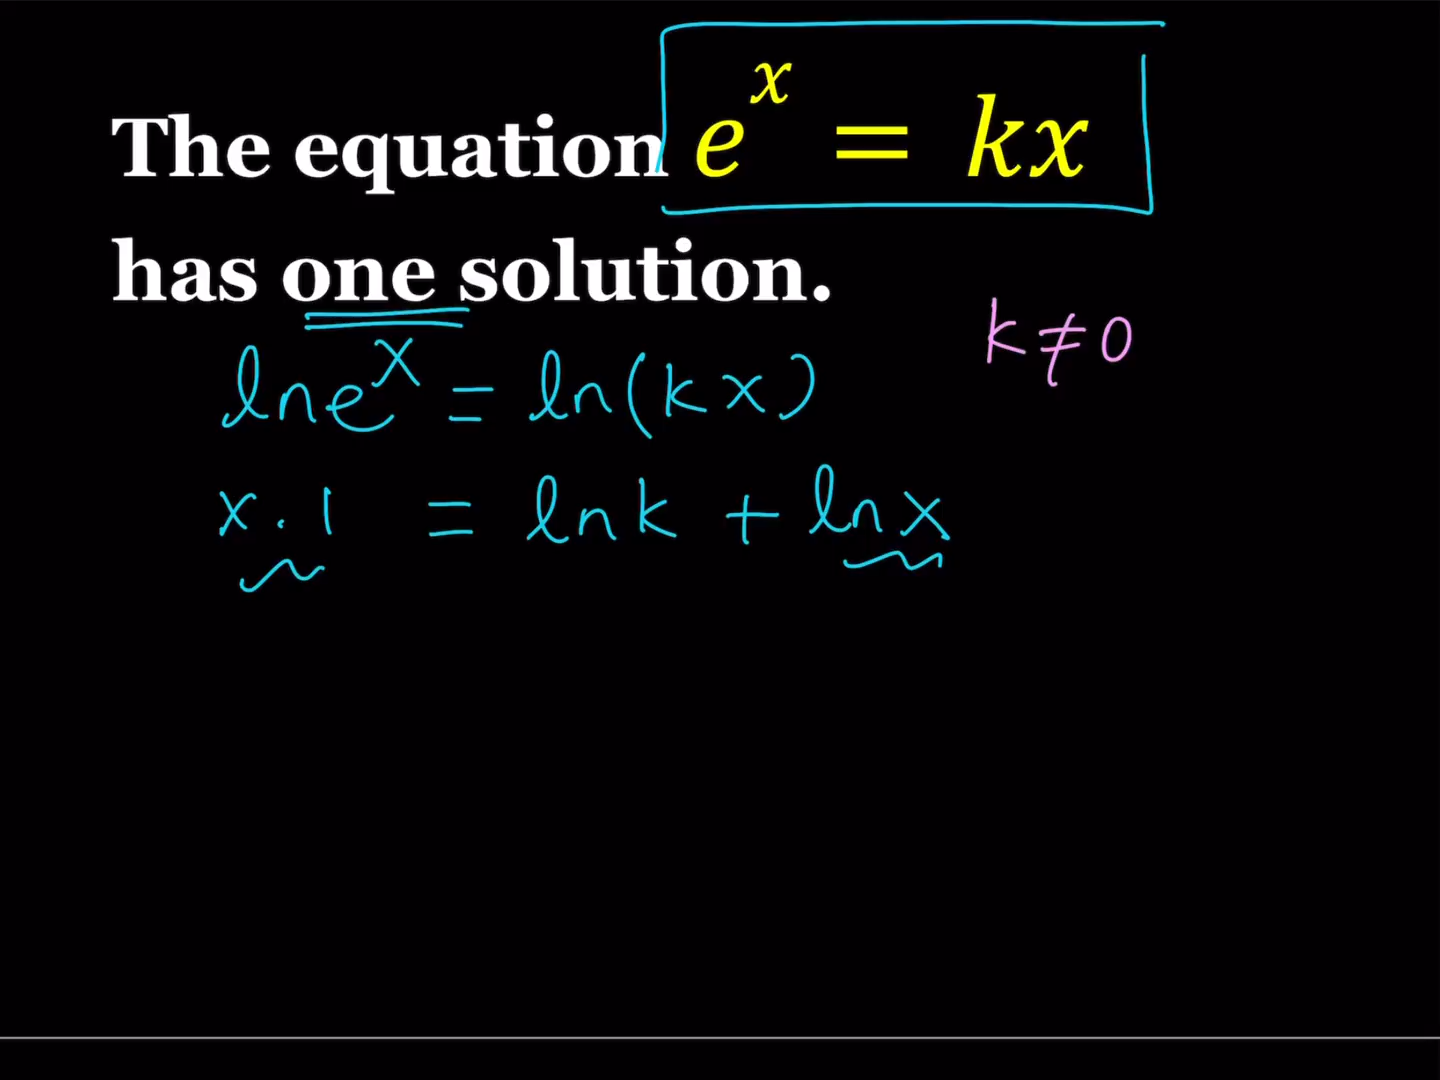 The equation e^x = kx
has one solution.
k ≠ 0
ln e^x = ln(kx)
x . 1 = ln k + ln x